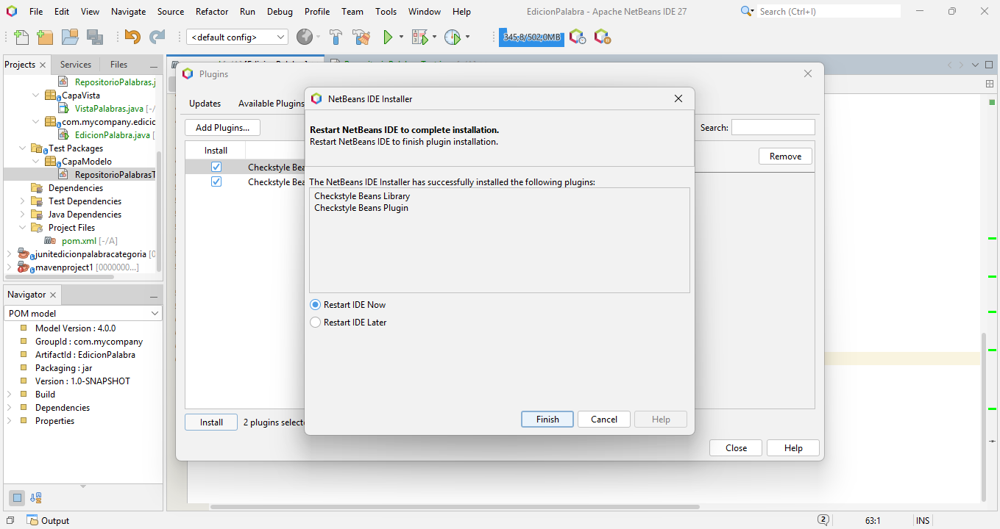 File Edit View Navigate Source Refactor Run Debug Profile Team Tools Window Help
EdicionPalabra - Apache NetBeans IDE 27
Search (Ctrl+I)
<default config>
345,8/502,0MB
Projects
Services
Files
RepositorioPalabras.j
CapaVista
VistaPalabras.java [-/
com.mycompany.edicic
EdicionPalabra.java [
Test Packages
CapaModelo
RepositorioPalabrasT
Dependencies
Test Dependencies
Java Dependencies
Project Files
pom.xml [-/A]
junitedicionpalabracategoria [0
mavenproject1 [0000000...]
Navigator
POM model
Model Version : 4.0.0
GroupId : com.mycompany
ArtifactId : EdicionPalabra
Packaging : jar
Version : 1.0-SNAPSHOT
Build
Dependencies
Properties
Plugins
Updates
Available Plugins
Add Plugins...
Search:
Install
Checkstyle Bea
Checkstyle Bea
Remove
Install
2 plugins selecte
Close
Help
NetBeans IDE Installer
Restart NetBeans IDE to complete installation.
Restart NetBeans IDE to finish plugin installation.
The NetBeans IDE Installer has successfully installed the following plugins:
Checkstyle Beans Library
Checkstyle Beans Plugin
Restart IDE Now
Restart IDE Later
Finish
Cancel
Help
Output
2
63:1
INS